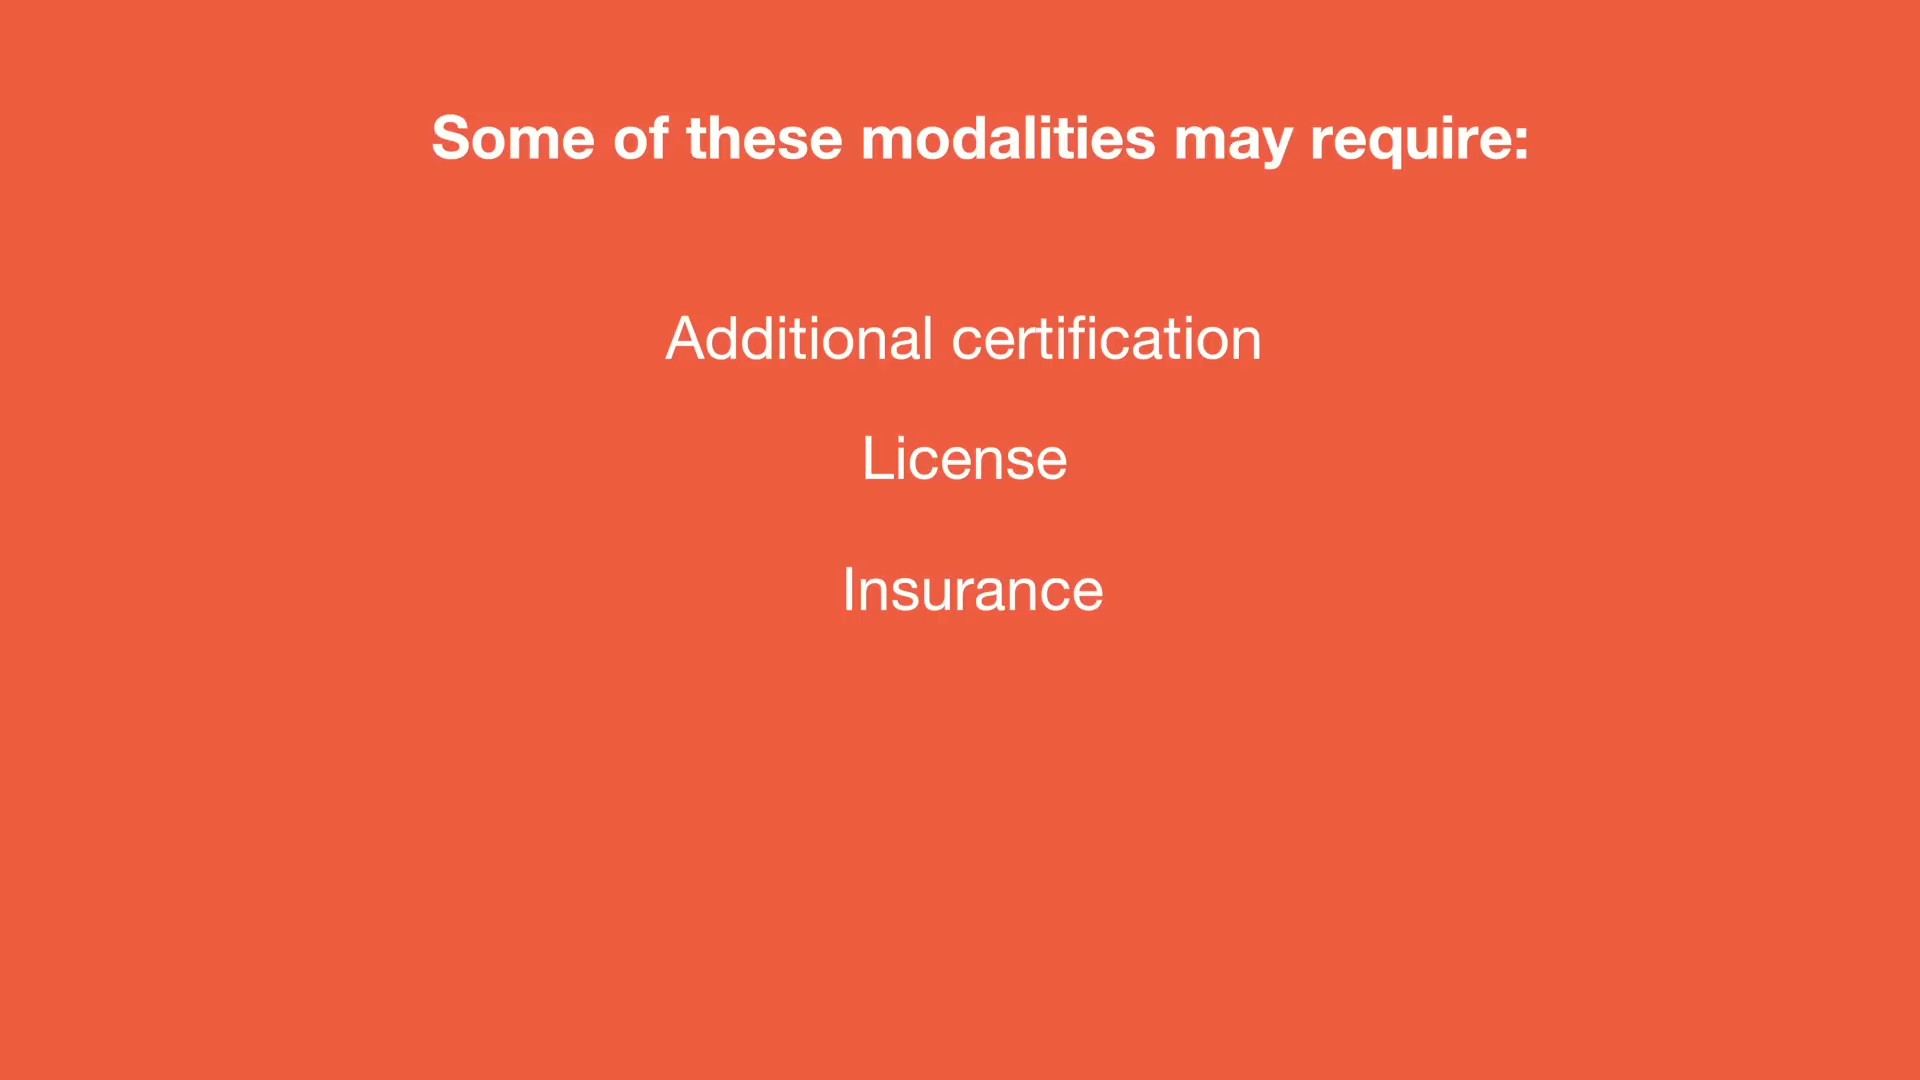 Some of these modalities may require:
Additional certification
License
Insurance